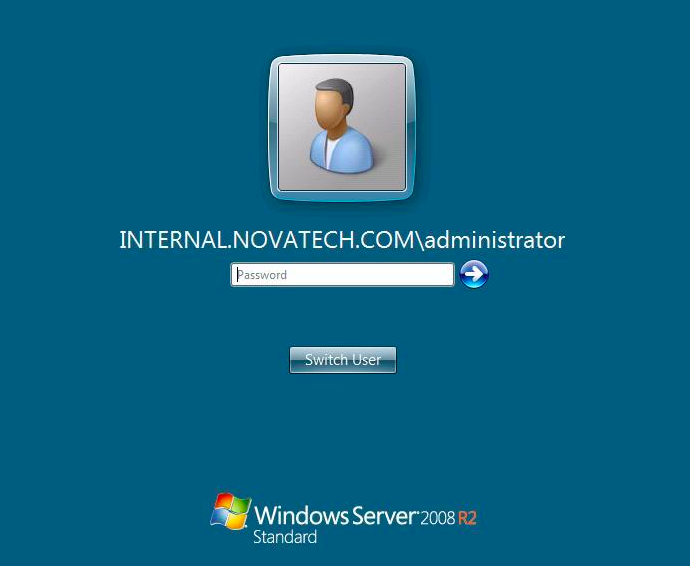 INTERNAL.NOVATECH.COM\administrator
Password
Switch User
Windows Server 2008 R2
Standard